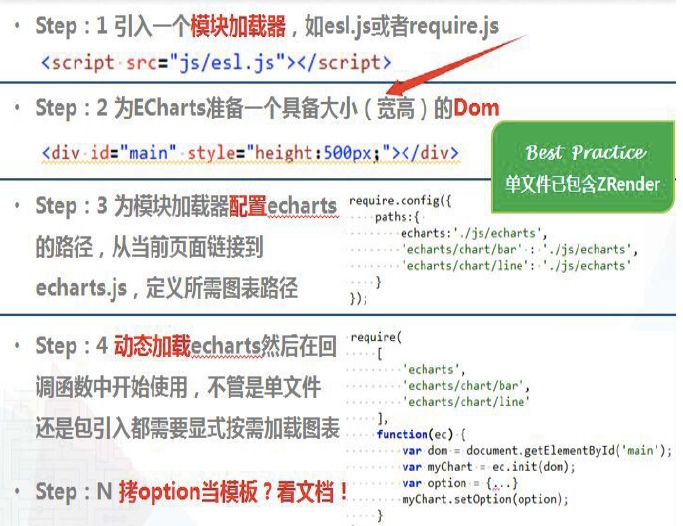 • Step：1 引入一个模块加载器，如esl.js或者require.js
<script src="js/esl.js"></script>
• Step：2 为ECharts准备一个具备大小（宽高）的Dom
<div id="main" style="height:500px;"></div>
Best Practice
单文件已包含ZRender
• Step：3 为模块加载器配置echarts
的路径，从当前页面链接到
echarts.js，定义所需图表路径
require.config({
paths:{
echarts:'./js/echarts',
'echarts/chart/bar' : './js/echarts',
'echarts/chart/line': './js/echarts'
}
});
• Step：4 动态加载echarts然后在回
调函数中开始使用，不管是单文件
还是包引入都需要显式按需加载图表
• Step：N 拷option当模板？看文档！
require(
[
'echarts',
'echarts/chart/bar',
'echarts/chart/line'
],
function(ec) {
var dom = document.getElementById('main');
var myChart = ec.init(dom);
var option = {...}
myChart.setOption(option);
}